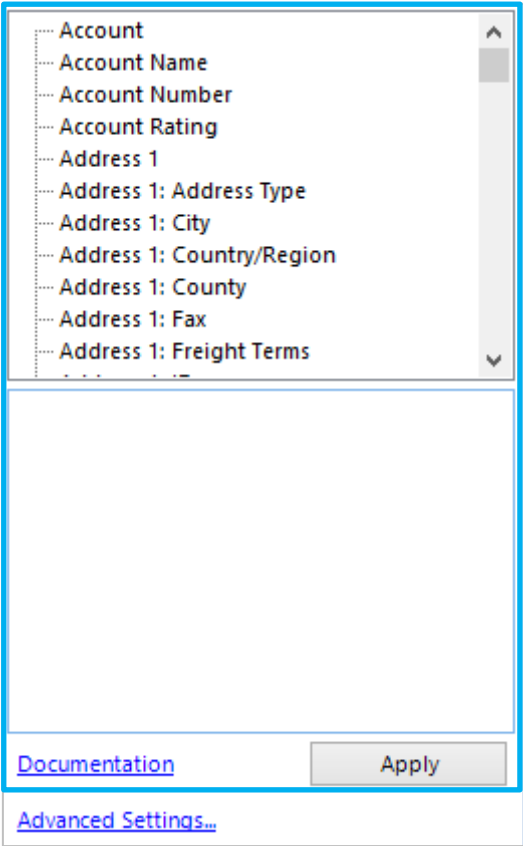 Account
Account Name
Account Number
Account Rating
Address 1
Address 1: Address Type
Address 1: City
Address 1: Country/Region
Address 1: County
Address 1: Fax
Address 1: Freight Terms
Documentation
Apply
Advanced Settings...